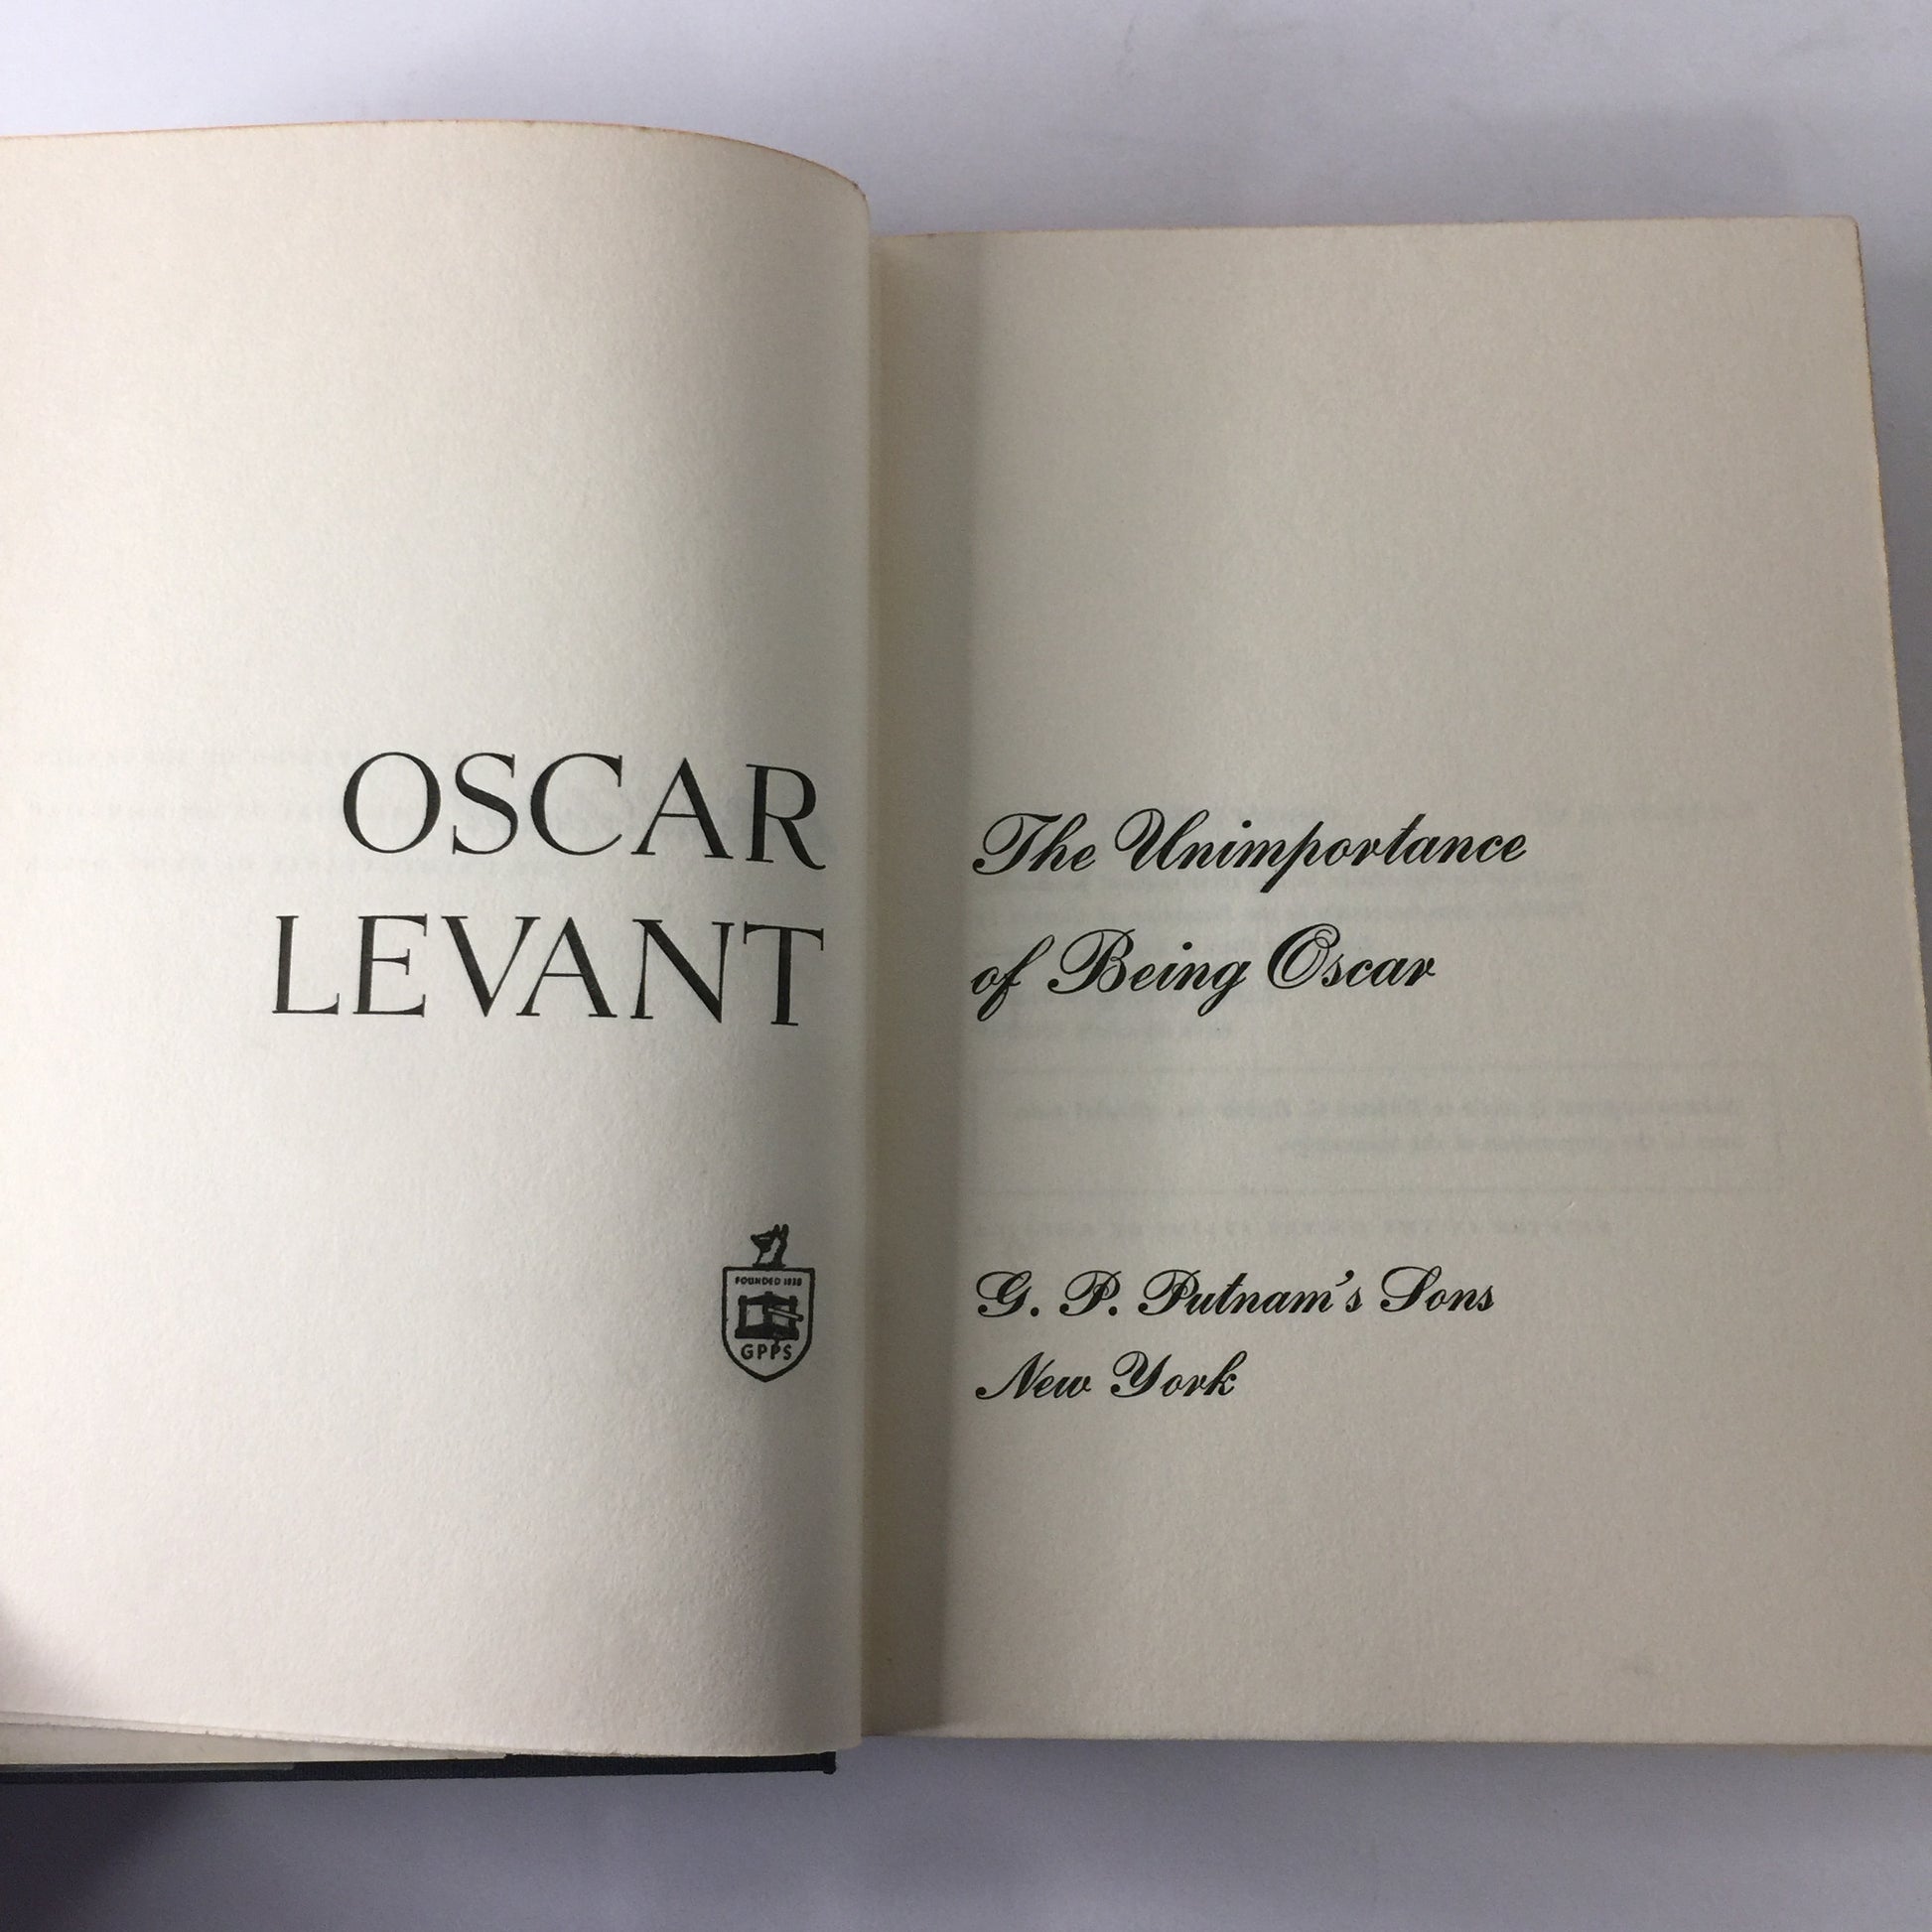 OSCAR
LEVANT
FOUNDED 1838
GPPS
The Unimportance
of Being Oscar
G. P. Putnam's Sons
New York